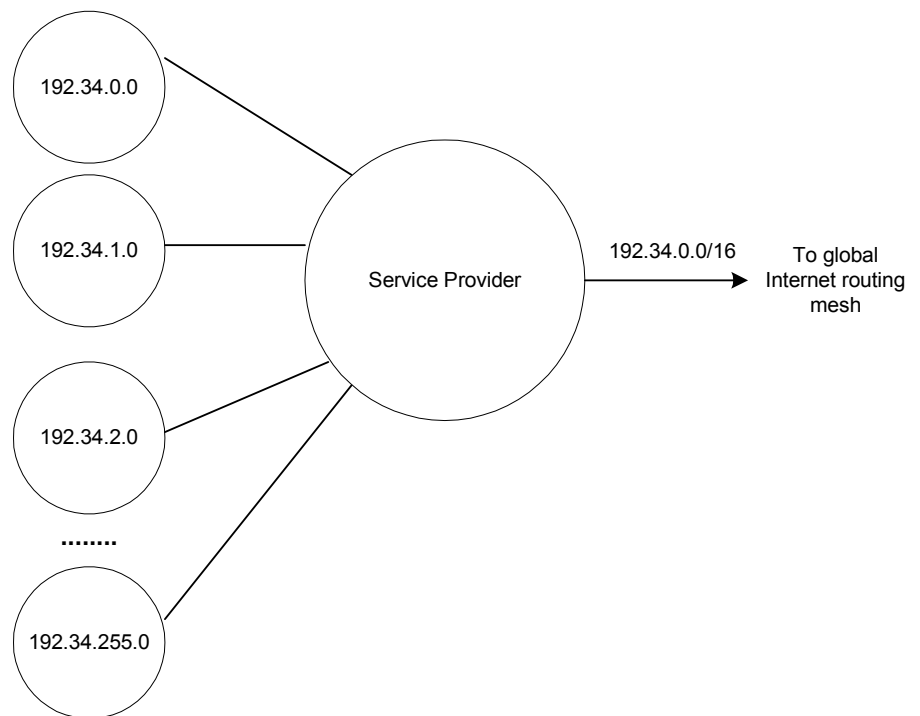 192.34.0.0
192.34.1.0
192.34.2.0
........
192.34.255.0
Service Provider
192.34.0.0/16
To global
Internet routing
mesh